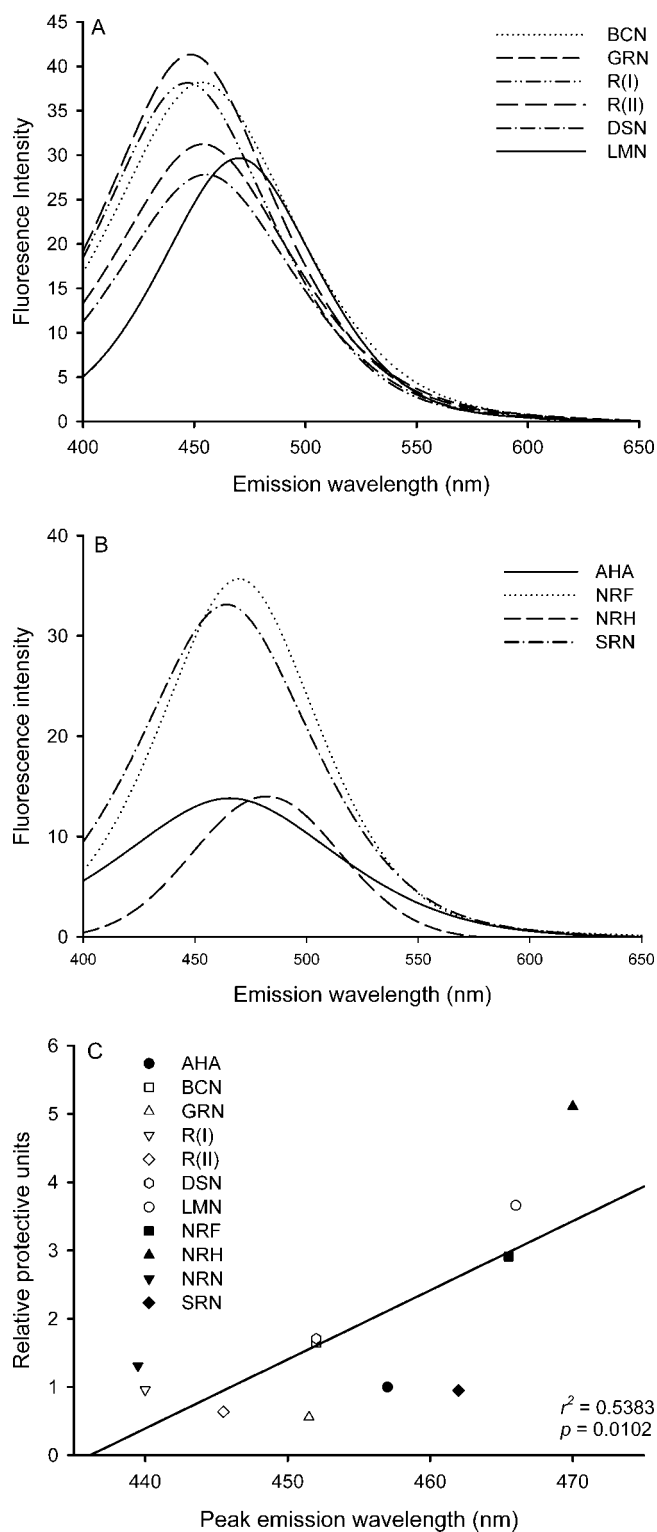 A
BCN
GRN
R(I)
R(II)
DSN
LMN
45
40
35
30
25
20
15
10
5
0
Fluoresence Intensity
400 450 500 550 600 650
Emission wavelength (nm)
B
AHA
NRF
NRH
SRN
40
30
20
10
0
Fluorescence intensity
400 450 500 550 600 650
Emission wavelength (nm)
C
AHA
BCN
GRN
R(I)
R(II)
DSN
LMN
NRF
NRH
NRN
SRN
6
5
4
3
2
1
0
Relative protective units
r² = 0.5383
p = 0.0102
440 450 460 470
Peak emission wavelength (nm)